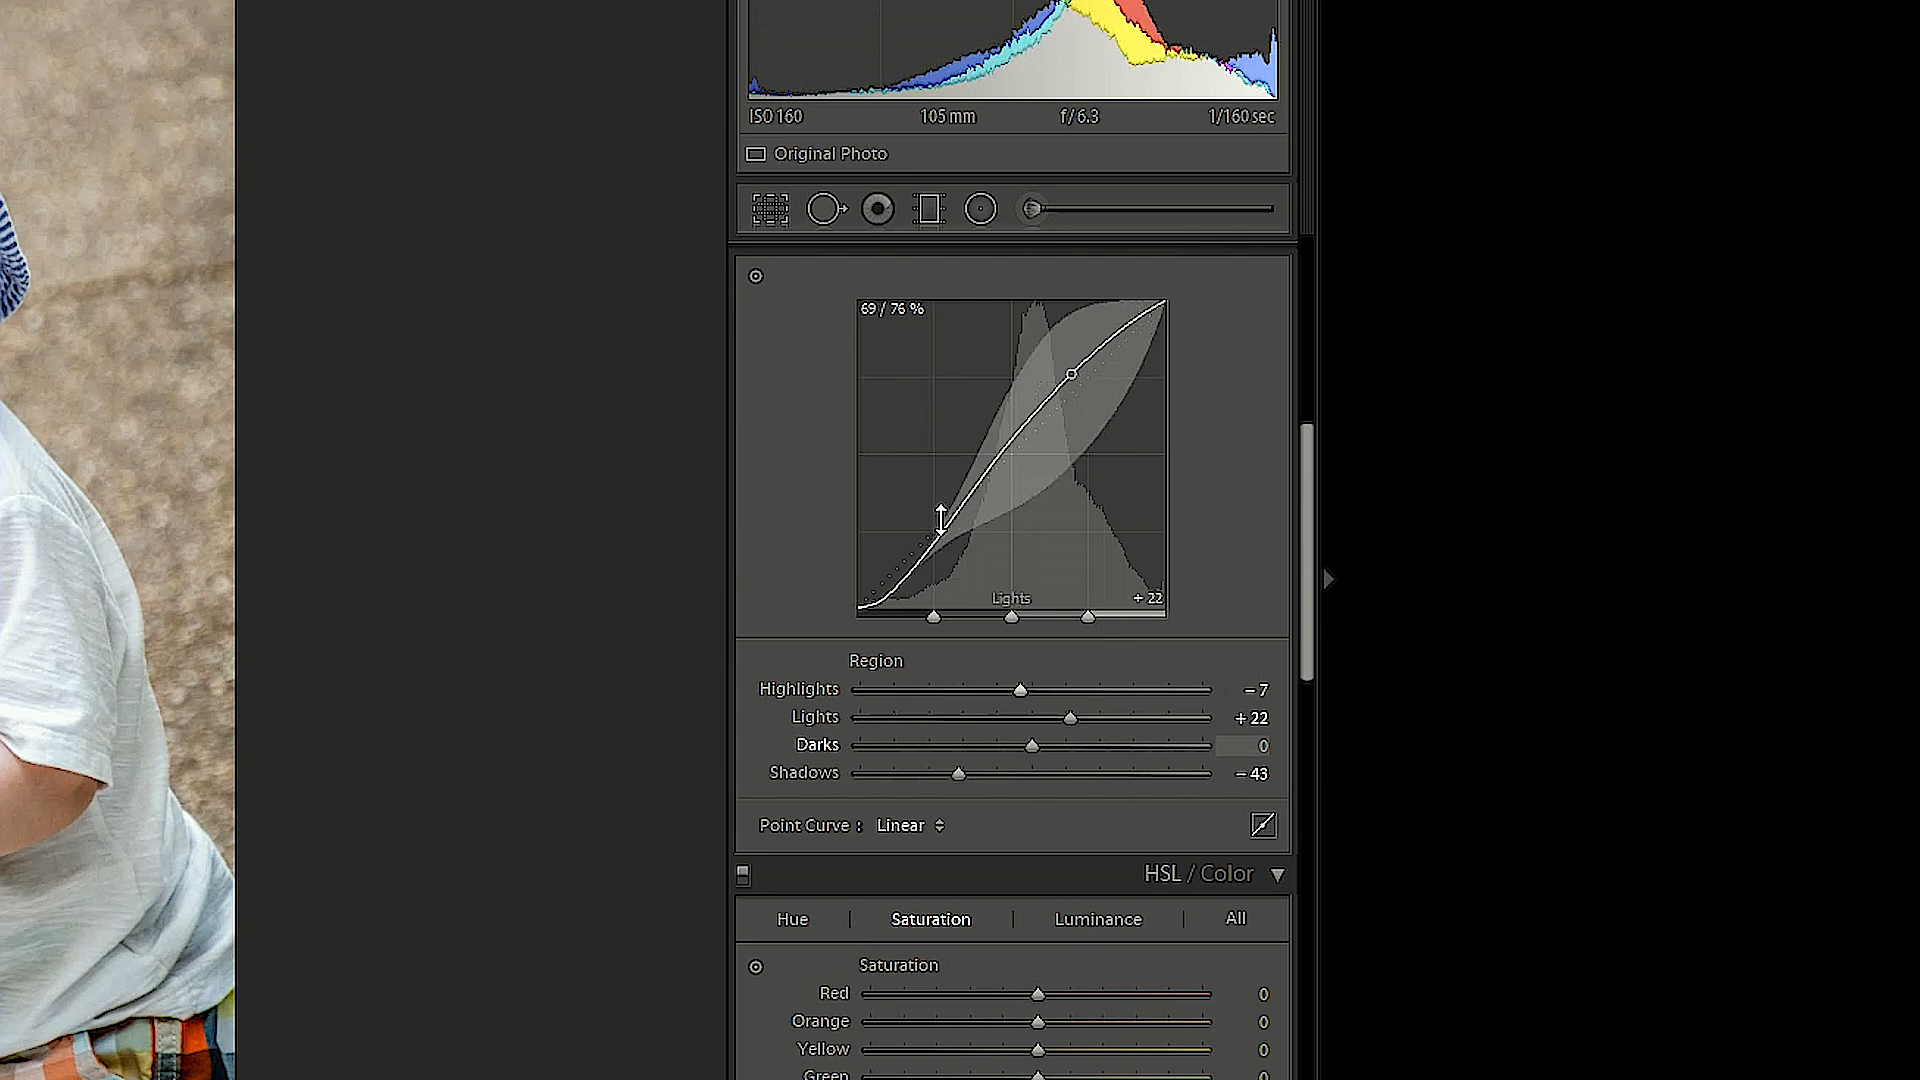 ISO 160 105 mm f / 6.3 1/160 sec
Original Photo
69 / 76 %
Lights + 22
Region
Highlights – 7
Lights + 22
Darks 0
Shadows – 43
Point Curve : Linear
HSL / Color
Hue | Saturation | Luminance | All
Saturation
Red 0
Orange 0
Yellow 0
Green 0